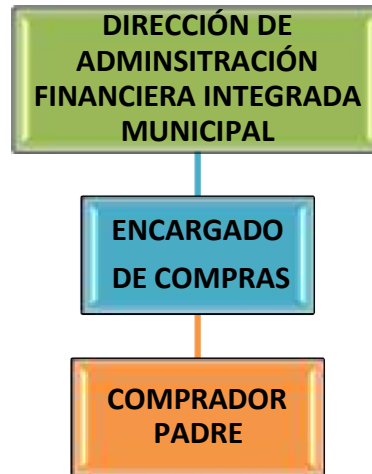 DIRECCIÓN DE
ADMINSITRACIÓN
FINANCIERA INTEGRADA
MUNICIPAL
ENCARGADO
DE COMPRAS
COMPRADOR
PADRE